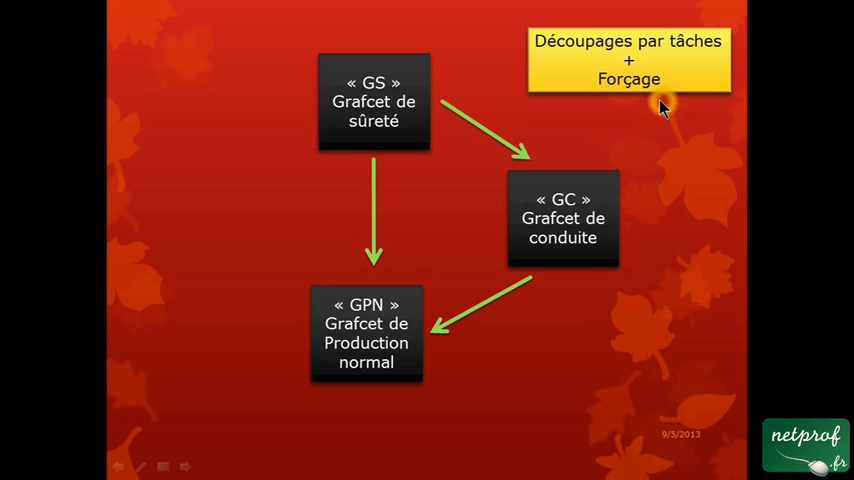 Découpages par tâches
+
Forçage
« GS »
Grafcet de
sûreté
« GC »
Grafcet de
conduite
« GPN »
Grafcet de
Production
normal
9/5/2013
netprof
.fr